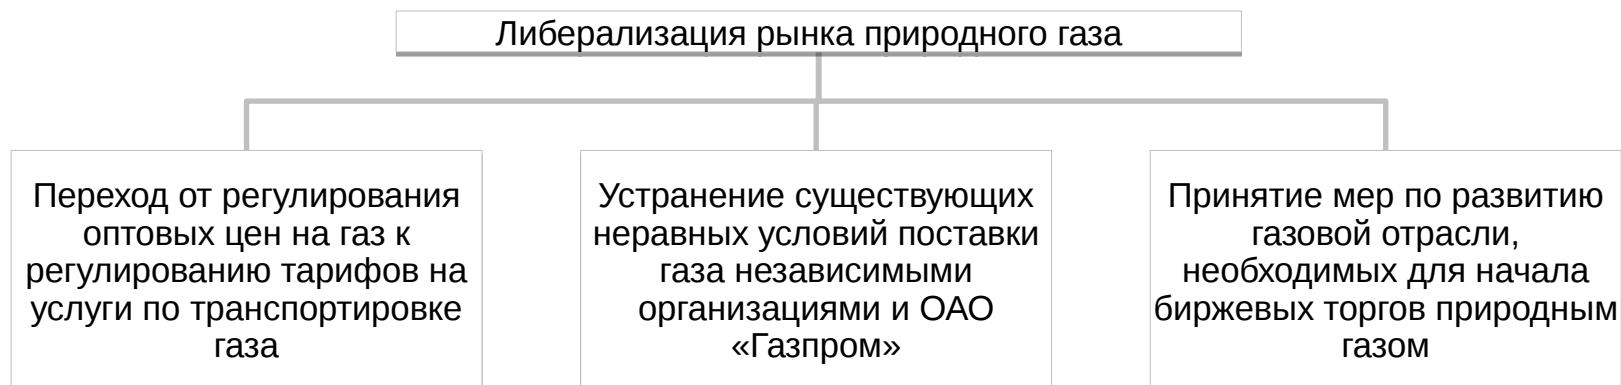 Либерализация рынка природного газа
Переход от регулирования
оптовых цен на газ к
регулированию тарифов на
услуги по транспортировке
газа
Устранение существующих
неравных условий поставки
газа независимыми
организациями и ОАО
«Газпром»
Принятие мер по развитию
газовой отрасли,
необходимых для начала
биржевых торгов природным
газом